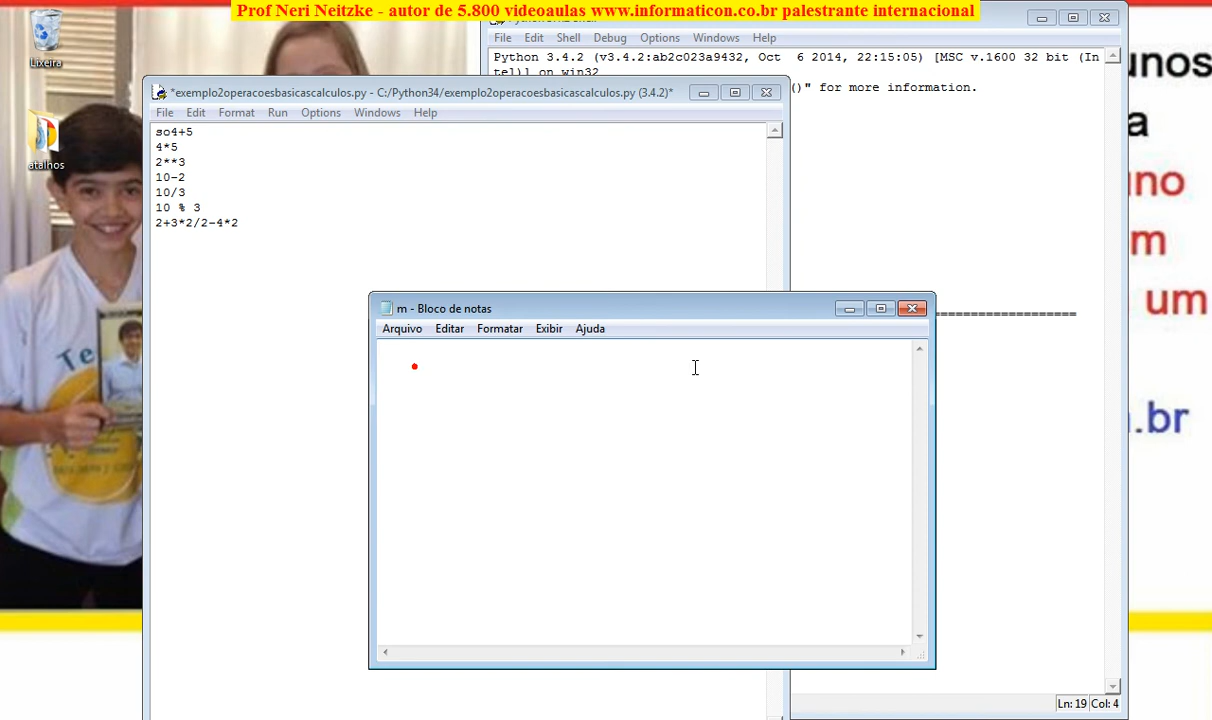 Prof Neri Neitzke - autor de 5.800 videoaulas www.informaticon.co.br palestrante internacional
Lixeira
atalhos
File Edit Shell Debug Options Windows Help
Python 3.4.2 (v3.4.2:ab2c023a9432, Oct  6 2014, 22:15:05) [MSC v.1600 32 bit (In
tel)] on win32
()" for more information.
=================
Ln: 19 Col: 4
*exemplo2operacoesbasicascalculos.py - C:/Python34/exemplo2operacoesbasicascalculos.py (3.4.2)*
File Edit Format Run Options Windows Help
so4+5
4*5
2**3
10-2
10/3
10 % 3
2+3*2/2-4*2
m - Bloco de notas
Arquivo Editar Formatar Exibir Ajuda
unos
a
uno
m
um
.br
Te